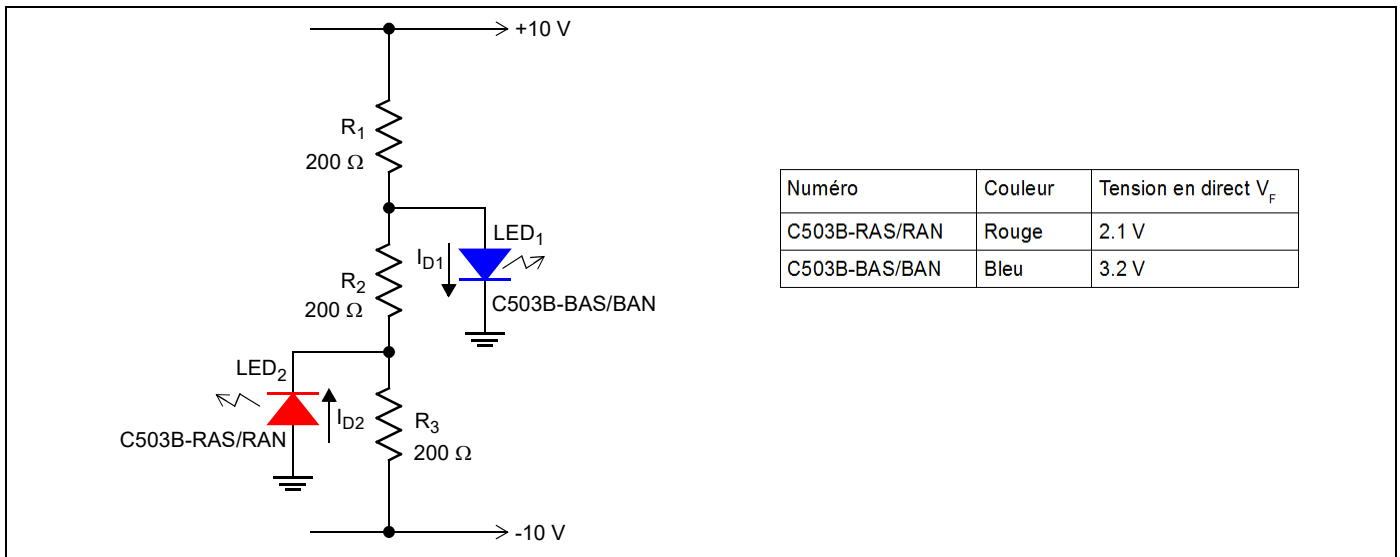 +10 V
R1
200 Ω
LED1
ID1
R2
200 Ω
C503B-BAS/BAN
LED2
ID2
C503B-RAS/RAN
R3
200 Ω
-10 V
Numéro Couleur Tension en direct VF
C503B-RAS/RAN Rouge 2.1 V
C503B-BAS/BAN Bleu 3.2 V